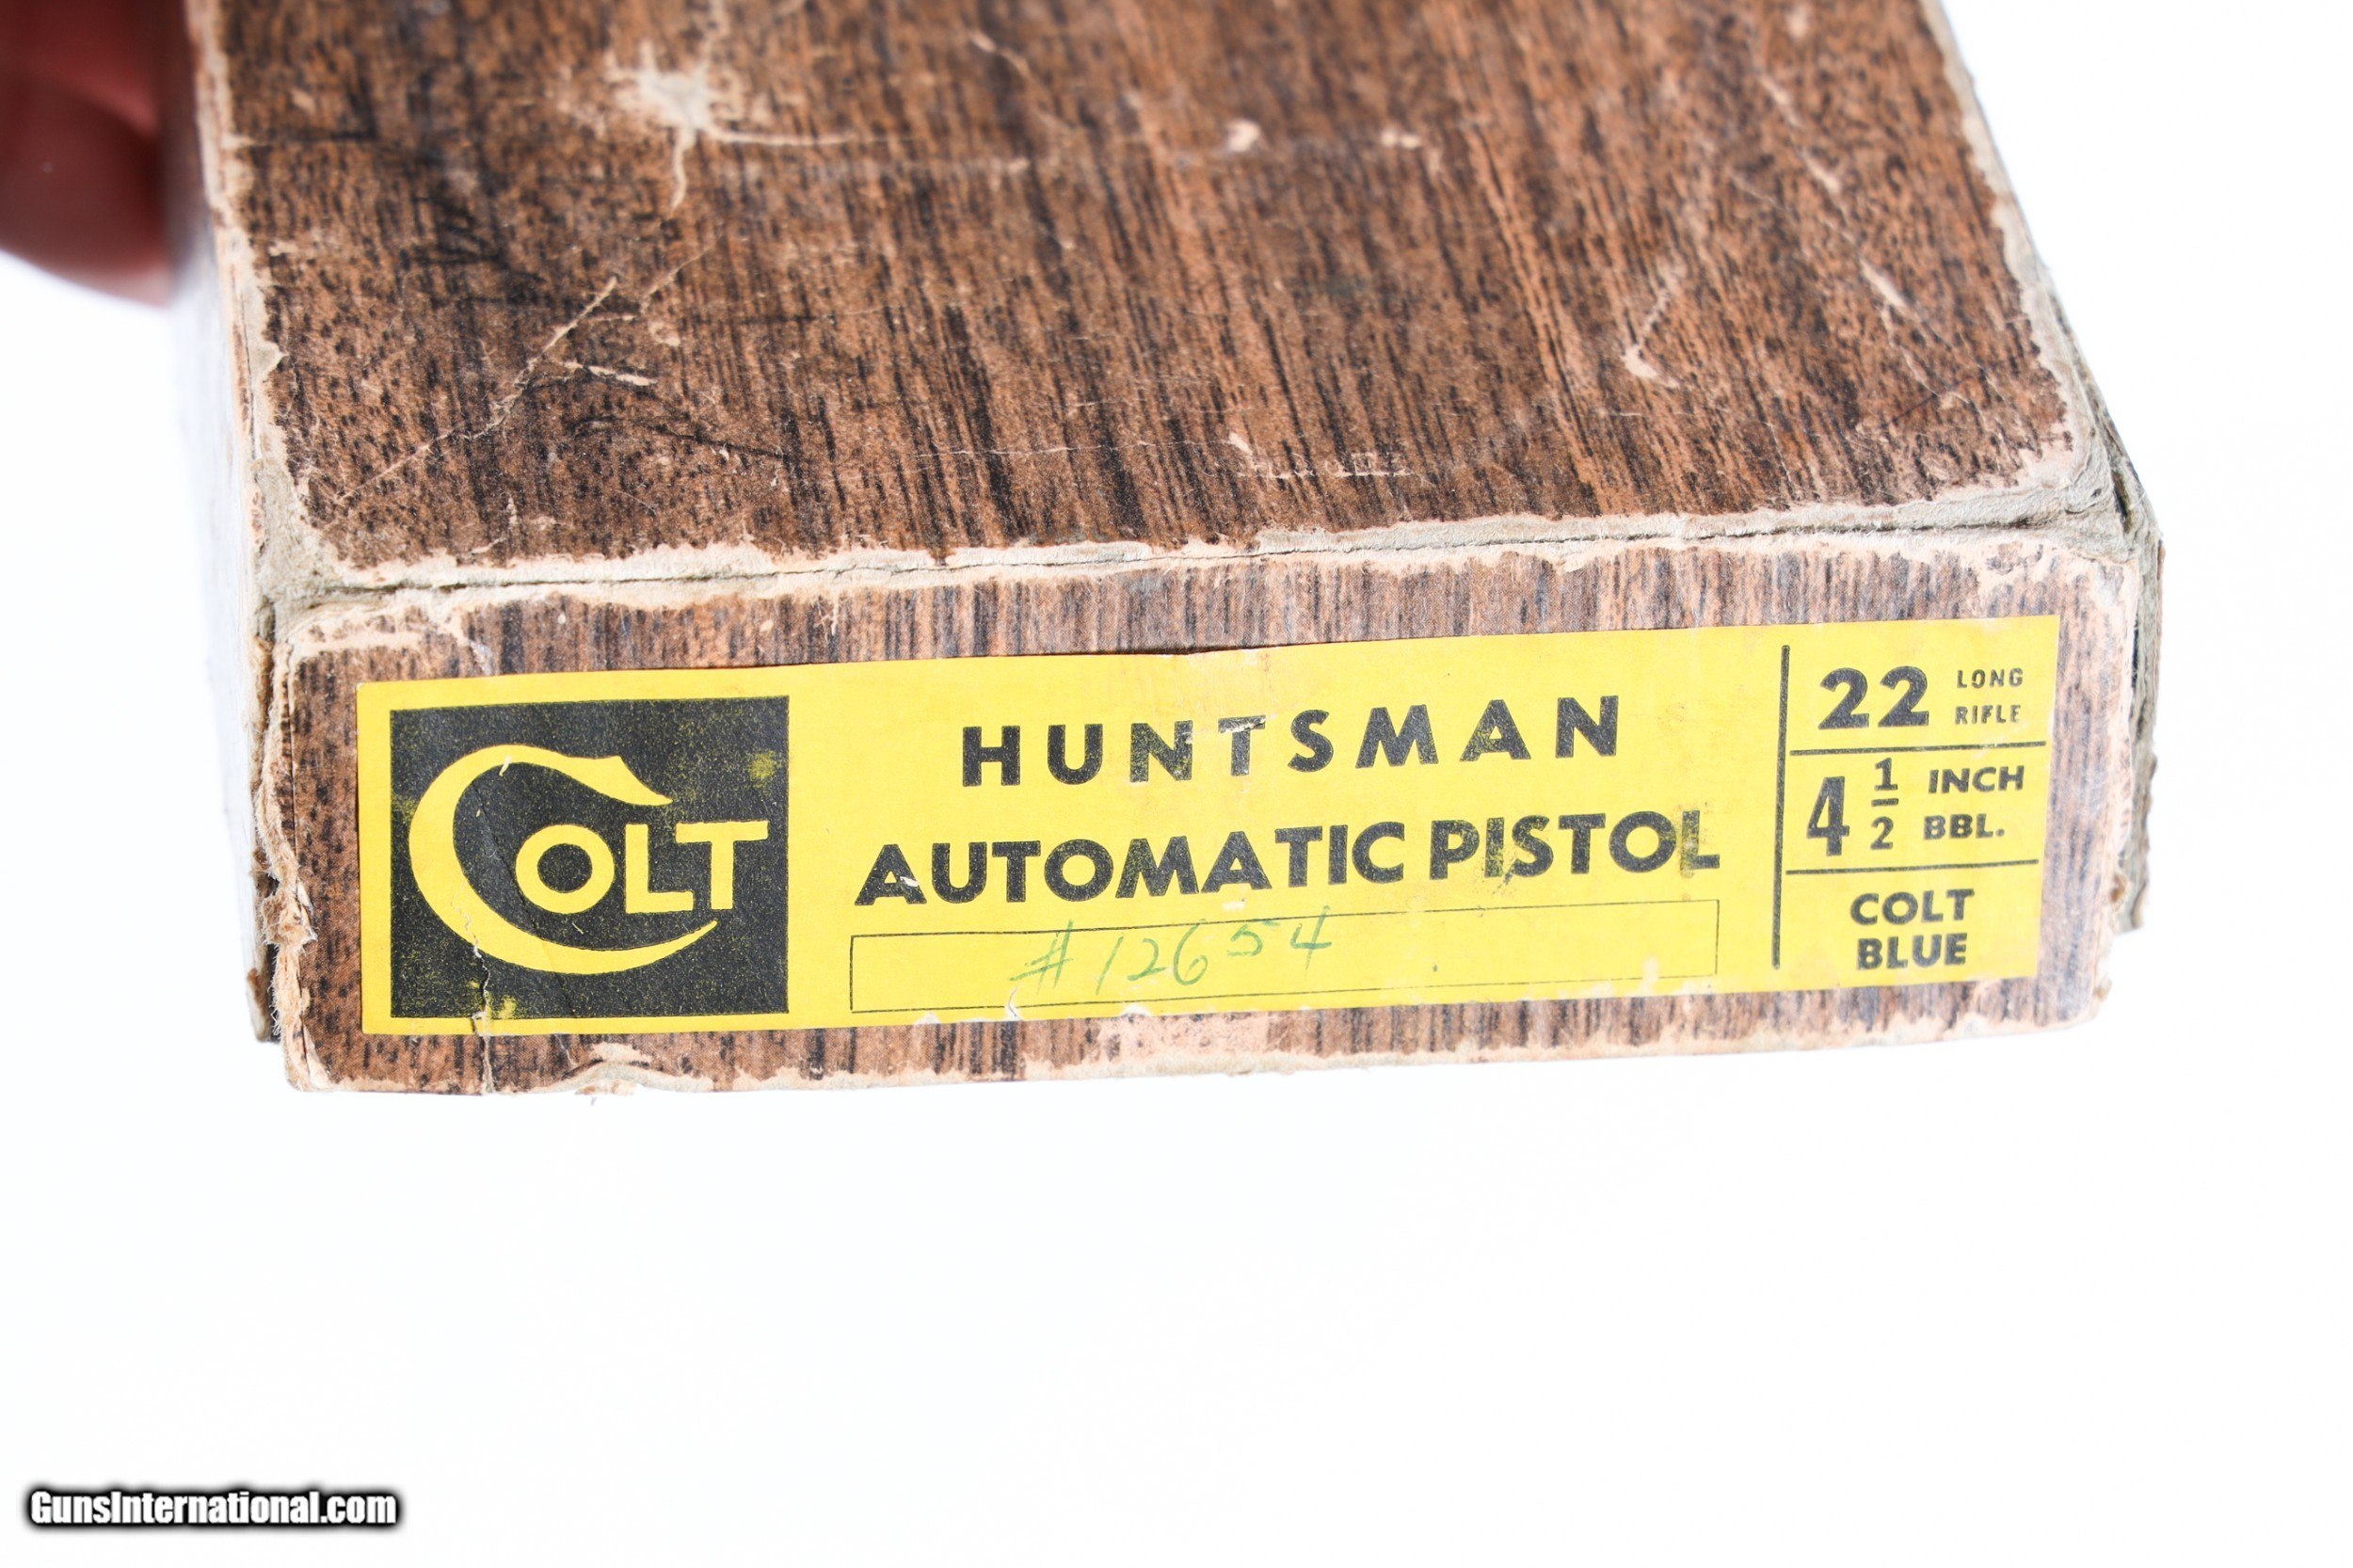 COLT
HUNTSMAN
AUTOMATIC PISTOL
#12654
22 LONG RIFLE
4 1/2 INCH BBL.
COLT
BLUE
GunsInternational.com